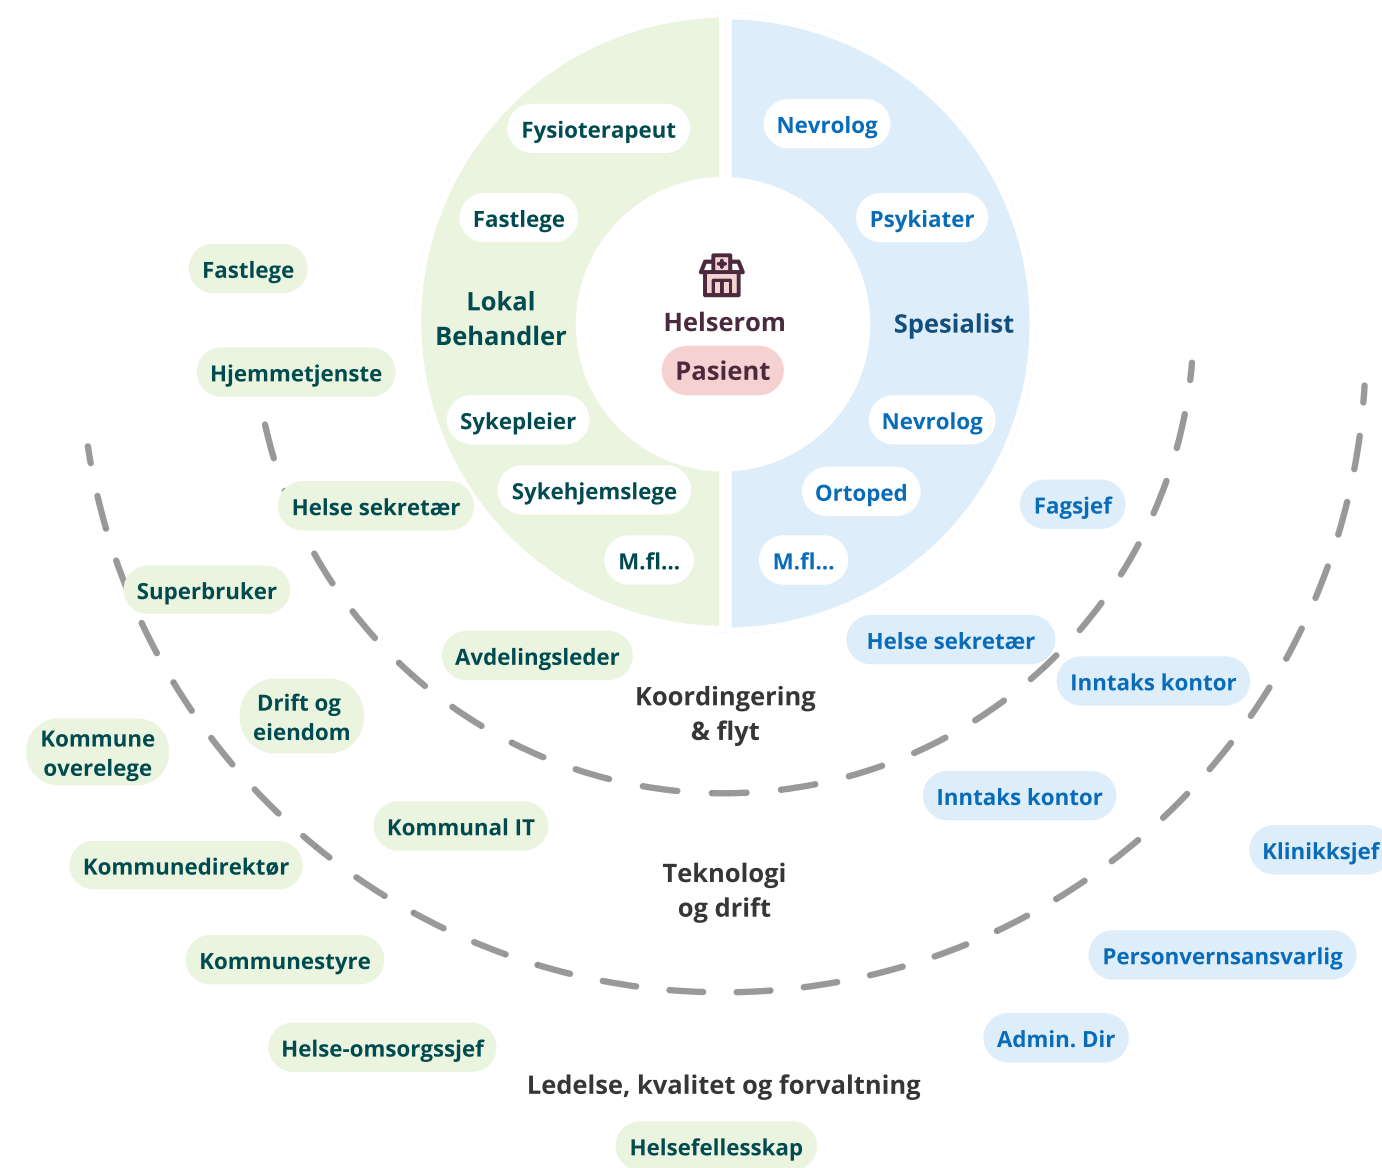 Fysioterapeut
Nevrolog
Fastlege
Psykiater
Fastlege
Lokal
Behandler
Helserom
Spesialist
Pasient
Hjemmetjenste
Sykepleier
Nevrolog
Sykehjemslege
Ortoped
Helse sekretær
Fagsjef
M.fl...
M.fl...
Superbruker
Avdelingsleder
Helse sekretær
Koordingering
& flyt
Inntaks kontor
Drift og
eiendom
Kommune
overelege
Kommunal IT
Inntaks kontor
Kommunedirektør
Teknologi
og drift
Klinikksjef
Kommunestyre
Personvernsansvarlig
Helse-omsorgssjef
Admin. Dir
Ledelse, kvalitet og forvaltning
Helsefellesskap